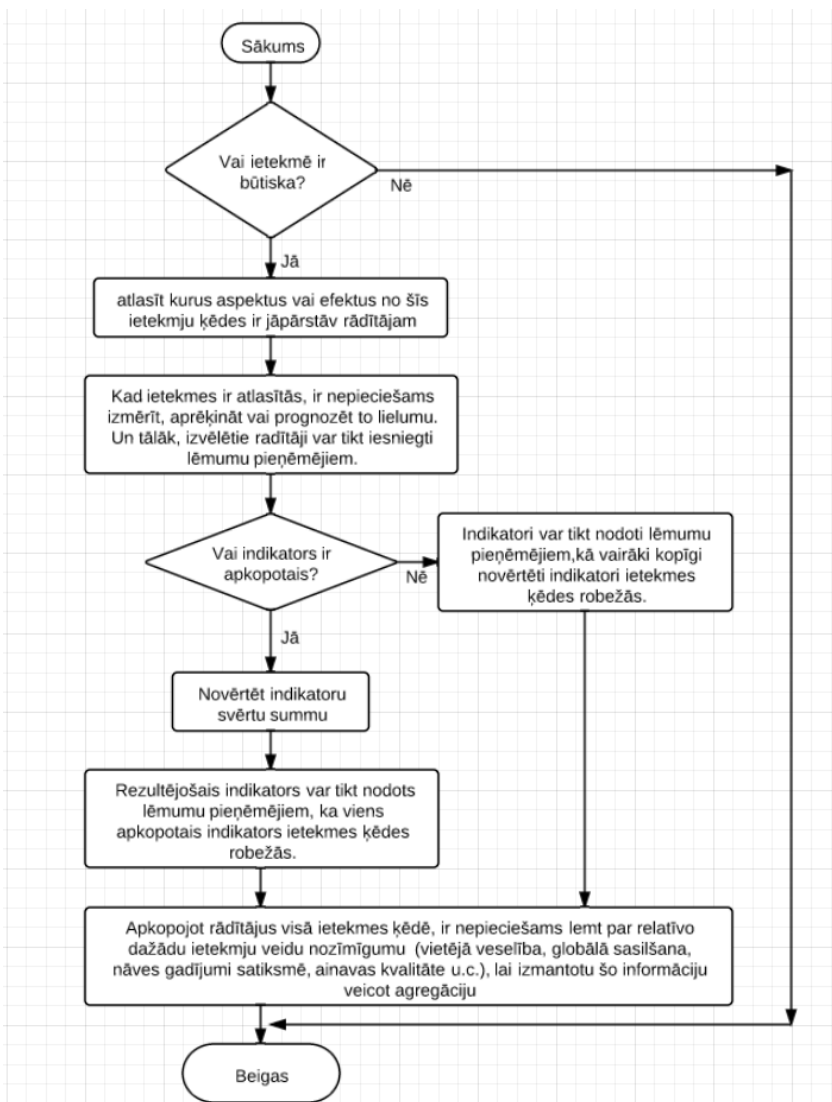 Sākums
Vai ietekmē ir
būtiska?
Nē
Jā
atlasīt kurus aspektus vai efektus no šīs
ietekmju ķēdes ir jāpārstāv rādītājam
Kad ietekmes ir atlasītās, ir nepieciešams
izmērīt, aprēķināt vai prognozēt to lielumu.
Un tālāk, izvēlētie radītāji var tikt iesniegti
lēmumu pieņēmējiem.
Vai indikators ir
apkopotais?
Nē
Indikatori var tikt nodoti lēmumu
pieņēmējiem,kā vairāki kopīgi
novērtēti indikatori ietekmes
ķēdes robežās.
Jā
Novērtēt indikatoru
svērtu summu
Rezultējošais indikators var tikt nodots
lēmumu pieņēmējiem, ka viens
apkopotais indikators ietekmes ķēdes
robežās.
Apkopojot rādītājus visā ietekmes ķēdē, ir nepieciešams lemt par relatīvo
dažādu ietekmju veidu nozīmīgumu (vietējā veselība, globālā sasilšana,
nāves gadījumi satiksmē, ainavas kvalitāte u.c.), lai izmantotu šo informāciju
veicot agregāciju
Beigas